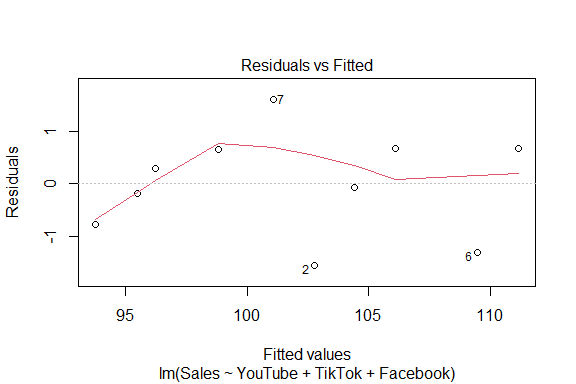 Residuals vs Fitted
Residuals
1
0
-1
7
2
6
95 100 105 110
Fitted values
lm(Sales ~ YouTube + TikTok + Facebook)